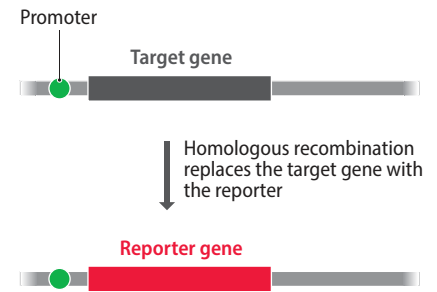 Promoter
Target gene
Homologous recombination
replaces the target gene with
the reporter
Reporter gene